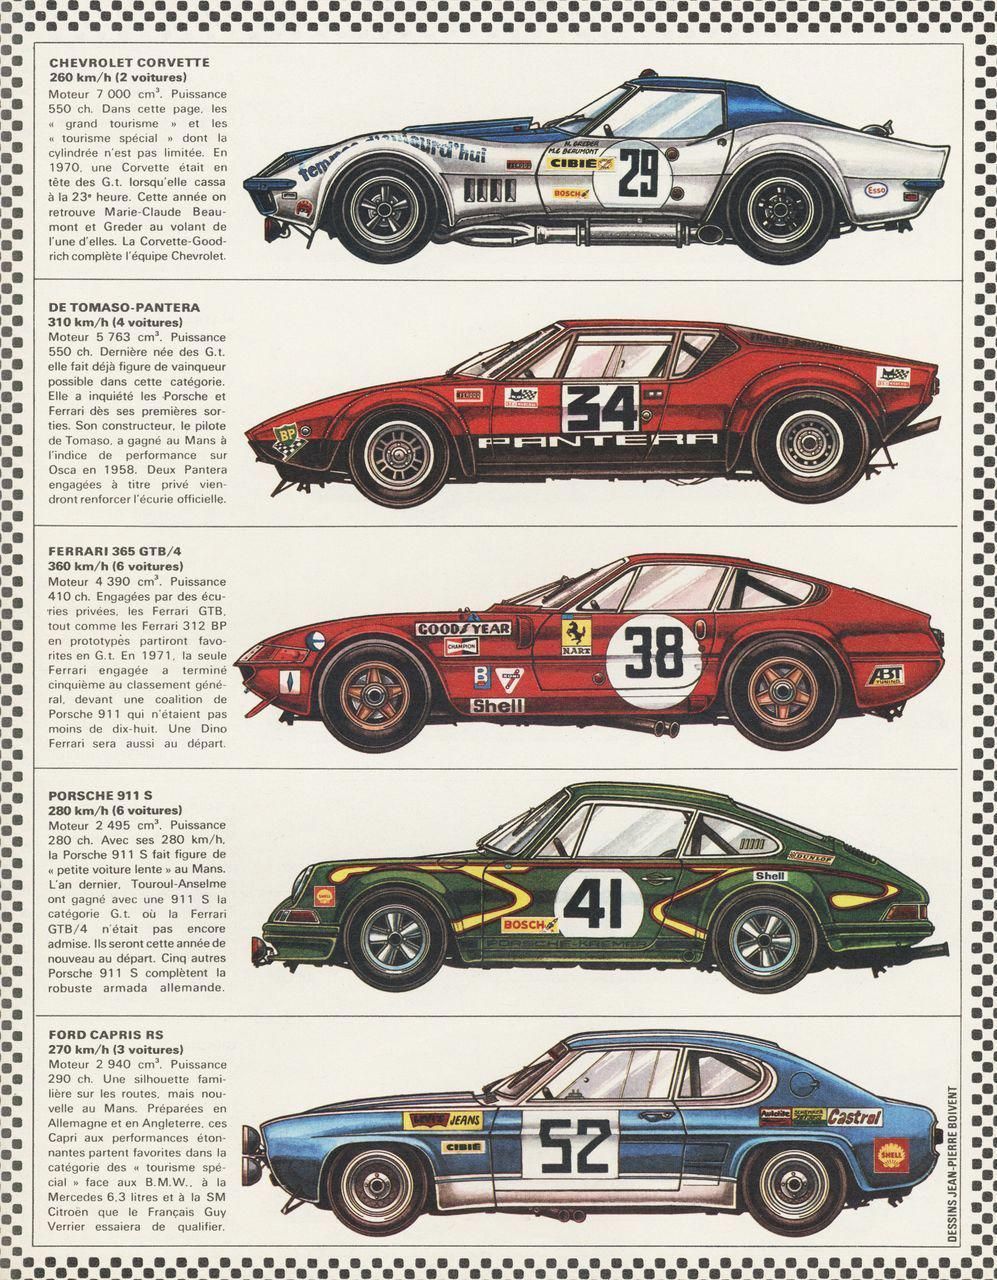 CHEVROLET CORVETTE
260 km/h (2 voitures)
Moteur 7 000 cm³. Puissance
550 ch. Dans cette page, les
« grand tourisme » et les
« tourisme spécial » dont la
cylindrée n'est pas limitée. En
1970, une Corvette était en
tête des G.t. lorsqu'elle cassa
à la 23ᵉ heure. Cette année on
retrouve Marie-Claude Beau-
mont et Greder au volant de
l'une d'elles. La Corvette-Good-
rich complète l'équipe Chevrolet.
femmes d'aujourd'hui
H. GREDER
M.C BEAUMONT
CIBIE
FERODO
BOSCH
29
Esso
DE TOMASO-PANTERA
310 km/h (4 voitures)
Moteur 5 763 cm³. Puissance
550 ch. Dernière née des G.t.
elle fait déjà figure de vainqueur
possible dans cette catégorie.
Elle a inquiété les Porsche et
Ferrari dès ses premières sor-
ties. Son constructeur, le pilote
de Tomaso, a gagné au Mans à
l'indice de performance sur
Osca en 1958. Deux Pantera
engagées à titre privé vien-
dront renforcer l'écurie officielle.
FERODO
34
BP
PANTERA
FERRARI 365 GTB/4
360 km/h (6 voitures)
Moteur 4 390 cm³. Puissance
410 ch. Engagées par des écu-
ries privées, les Ferrari GTB,
tout comme les Ferrari 312 BP
en prototypes partiront favo-
rites en G.t. En 1971, la seule
Ferrari engagée a terminé
cinquième au classement géné-
ral, devant une coalition de
Porsche 911 qui n'étaient pas
moins de dix-huit. Une Dino
Ferrari sera aussi au départ.
GOODYEAR
CHAMPION
NART
38
B
Shell
ABT
TUNING
PORSCHE 911 S
280 km/h (6 voitures)
Moteur 2 495 cm³. Puissance
280 ch. Avec ses 280 km/h,
la Porsche 911 S fait figure de
« petite voiture lente » au Mans.
L'an dernier, Touroul-Anselme
ont gagné avec une 911 S la
catégorie G.t. où la Ferrari
GTB/4 n'était pas encore
admise. Ils seront cette année de
nouveau au départ. Cinq autres
Porsche 911 S complètent la
robuste armada allemande.
DUNLOP
Shell
SHELL
41
BOSCH
PORSCHE-KREMER
FORD CAPRIS RS
270 km/h (3 voitures)
Moteur 2 940 cm³. Puissance
290 ch. Une silhouette fami-
lière sur les routes, mais nou-
velle au Mans. Préparées en
Allemagne et en Angleterre, ces
Capri aux performances éton-
nantes partent favorites dans la
catégorie des « tourisme spé-
cial » face aux B.M.W., à la
Mercedes 6,3 litres et à la SM
Citroën que le Français Guy
Verrier essaiera de qualifier.
LEVI'S JEANS
CIBIE
52
Autolite
Castrol
SHELL
DESSINS JEAN-PIERRE BOIVENT